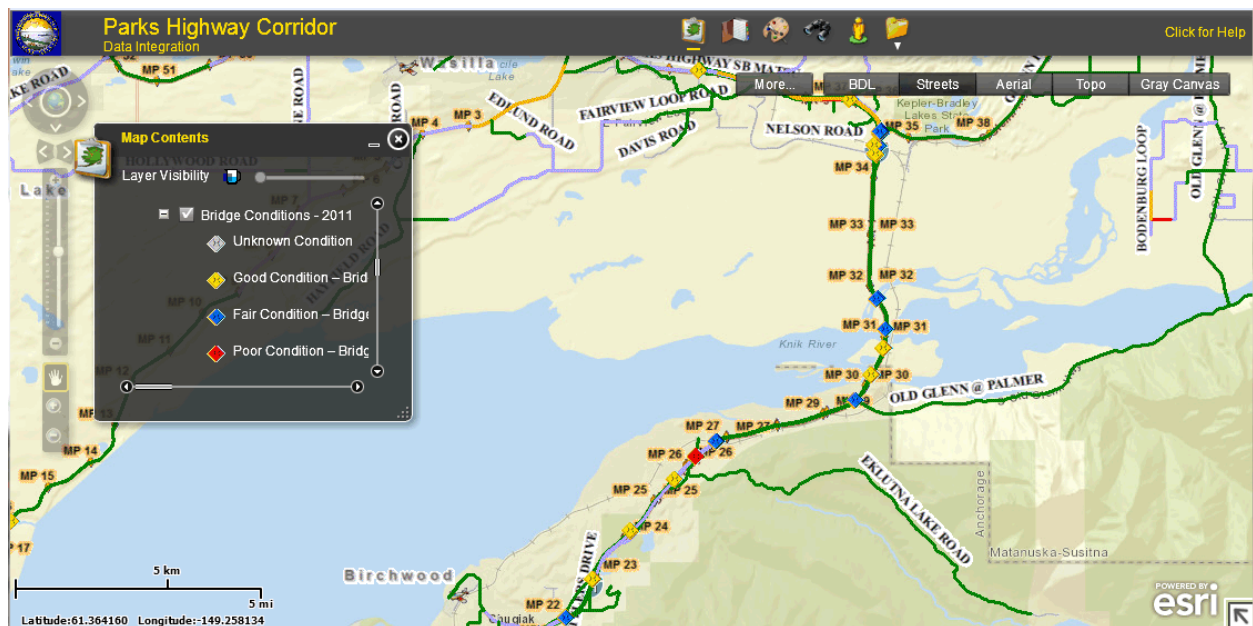 Parks Highway Corridor
Data Integration
Click for Help
More...
BDL
Streets
Aerial
Topo
Gray Canvas
Map Contents
Layer Visibility
Bridge Conditions - 2011
Unknown Condition
Good Condition – Brid
Fair Condition – Bridge
Poor Condition – Bridg
MP 51
Wasilla
Lake
MP 4
MP 3
EDLUND ROAD
FAIRVIEW LOOP ROAD
DAVIS ROAD
NELSON ROAD
Kepler-Bradley
Lakes State
Park
MP 35
MP 38
MP 34
HOLLYWOOD ROAD
MP 7
HAYFIELD ROAD
Lake
MP 10
MP 11
MP 12
MP 13
MP 14
MP 15
MP 33
MP 33
MP 32
MP 32
MP 31
MP 31
Knik River
MP 30
MP 30
MP 29
OLD GLENN @ PALMER
BODENBURG LOOP
OLD GLENN @
MP 27
MP 27
MP 26
MP 26
MP 25
MP 25
MP 24
MP 23
MP 22
EKLUTNA LAKE ROAD
Anchorage
Matanuska-Susitna
Birchwood
Chugiak
5 km
5 mi
Latitude:61.364160 Longitude:-149.258134
POWERED BY
esri